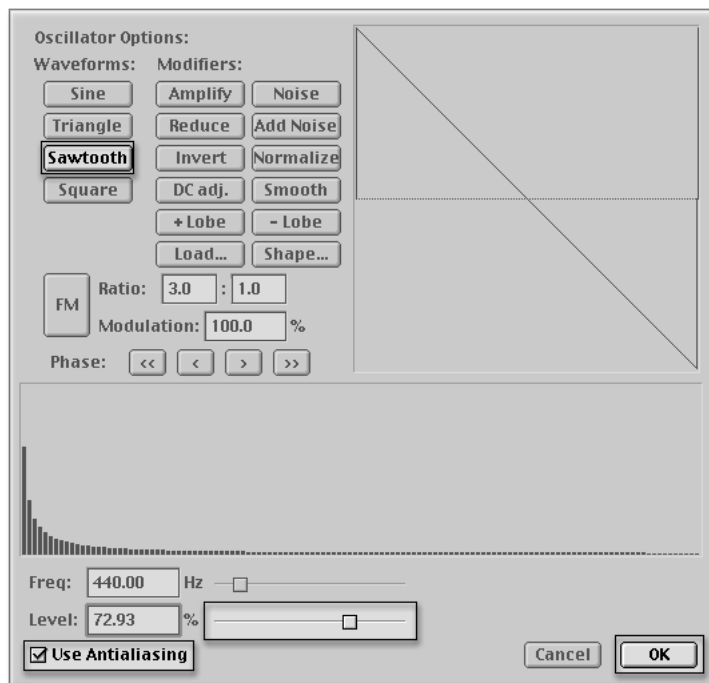 Oscillator Options:
Waveforms: Modifiers:
Sine Amplify Noise
Triangle Reduce Add Noise
Sawtooth Invert Normalize
Square DC adj. Smooth
+ Lobe - Lobe
Load... Shape...
FM Ratio: 3.0 : 1.0
Modulation: 100.0 %
Phase: << < > >>
Freq: 440.00 Hz
Level: 72.93 %
Use Antialiasing Cancel OK